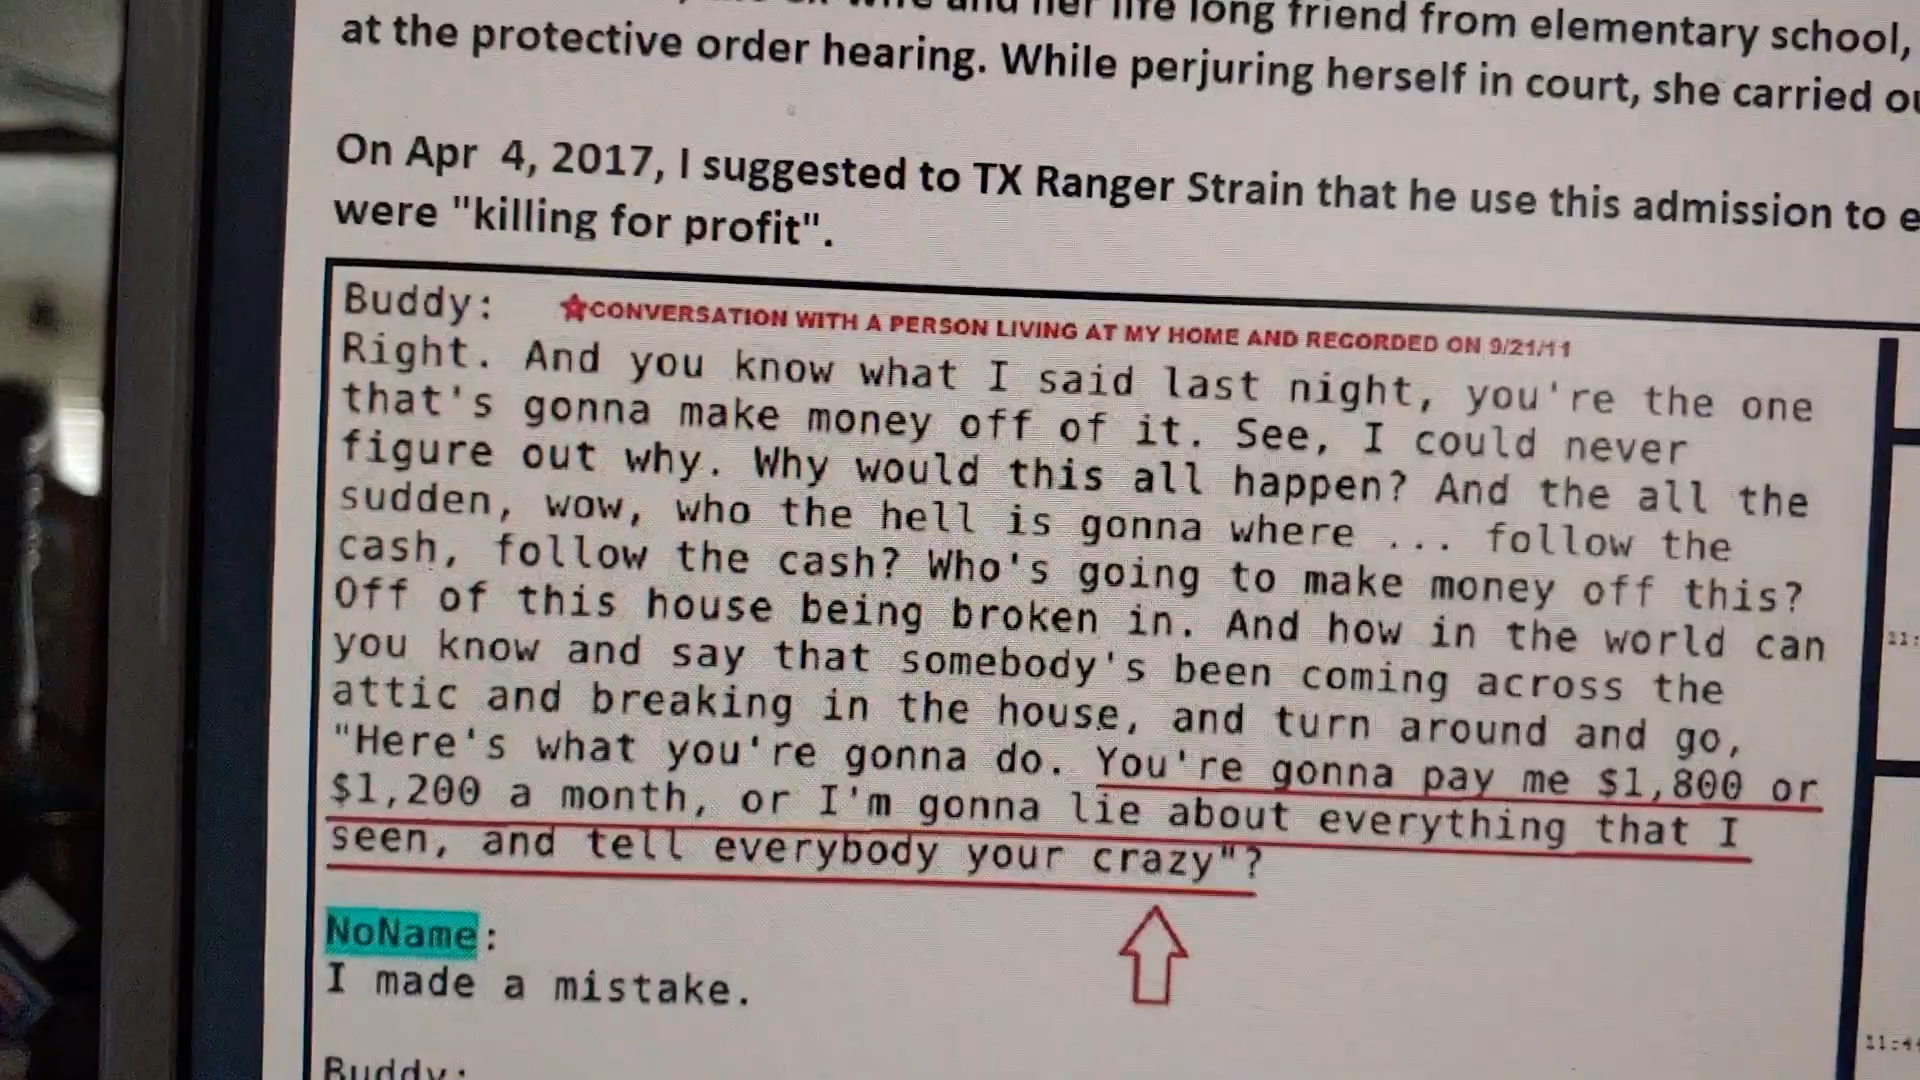 and her life long friend from elementary school,
at the protective order hearing. While perjuring herself in court, she carried
On Apr 4, 2017, I suggested to TX Ranger Strain that he use this admission to
were "killing for profit".
Buddy: CONVERSATION WITH A PERSON LIVING AT MY HOME AND RECORDED ON 9/21/11
Right. And you know what I said last night, you're the one
that's gonna make money off of it. See, I could never
figure out why. Why would this all happen? And the all the
sudden, wow, who the hell is gonna where ... follow the
cash, follow the cash? Who's going to make money off this?
Off of this house being broken in. And how in the world can
you know and say that somebody's been coming across the
attic and breaking in the house, and turn around and go,
"Here's what you're gonna do. You're gonna pay me $1,800 or
$1,200 a month, or I'm gonna lie about everything that I
seen, and tell everybody your crazy"?
NoName:
I made a mistake.
Buddy: